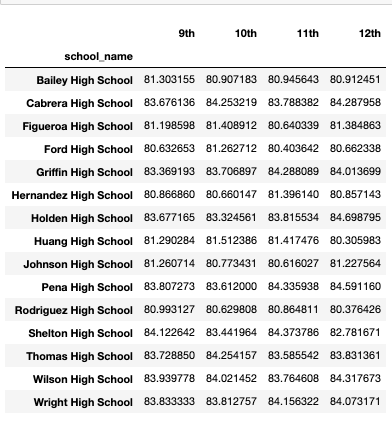 9th 10th 11th 12th
school_name
Bailey High School 81.303155 80.907183 80.945643 80.912451
Cabrera High School 83.676136 84.253219 83.788382 84.287958
Figueroa High School 81.198598 81.408912 80.640339 81.384863
Ford High School 80.632653 81.262712 80.403642 80.662338
Griffin High School 83.369193 83.706897 84.288089 84.013699
Hernandez High School 80.866860 80.660147 81.396140 80.857143
Holden High School 83.677165 83.324561 83.815534 84.698795
Huang High School 81.290284 81.512386 81.417476 80.305983
Johnson High School 81.260714 80.773431 80.616027 81.227564
Pena High School 83.807273 83.612000 84.335938 84.591160
Rodriguez High School 80.993127 80.629808 80.864811 80.376426
Shelton High School 84.122642 83.441964 84.373786 82.781671
Thomas High School 83.728850 84.254157 83.585542 83.831361
Wilson High School 83.939778 84.021452 83.764608 84.317673
Wright High School 83.833333 83.812757 84.156322 84.073171